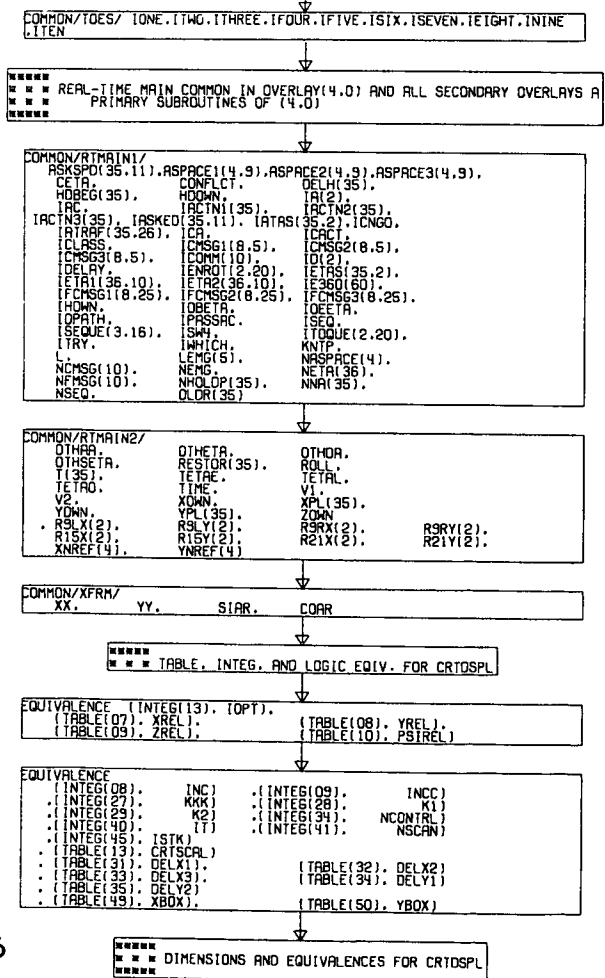 COMMON/TOES/ IONE.ITWO.ITHREE.IFOUR.IFIVE.ISIX.ISEVEN.IEIGHT.ININE
.ITEN
REAL-TIME MAIN COMMON IN OVERLAY(4.0) AND ALL SECONDARY OVERLAYS A
PRIMARY SUBROUTINES OF (4.0)
COMMON/RTMAIN1/
ASKSPD(35.11).ASPACE1(4.9).ASPACE2(4.9).ASPACE3(4.9).
CETA. CONFLCT. DELH(35).
HDBEG(35). HDOWN. IA(2).
IAC. IACTN1(35). IACTN2(35).
IACTN3(35). IASKED(35.11). IATAS(35.2).ICNGO.
IATRAF(35.26). ICA. ICACT.
ICLASS. ICMSG1(8.5). ICMSG2(8.5).
ICMSG3(8.5). ICOMM(10). ID(2).
IDELAY. IENROT(2.20). IETAS(35.2).
IETA1(36.10). IETA2(36.10). IE360(60).
IFCMSG1(8.25). IFCMSG2(8.25). IFCMSG3(8.25).
IHOWN. IOBETA. IOEETA.
IOPATH. IPASSAC. ISEQ.
ISEQUE(3.16). ISW4. ITOQUE(2.20).
ITRY. IWHICH. KNTP.
L. LEMG(5). NASPACE(4).
NCMSG(10). NEMG. NETA(36).
NFMSG(10). NHOLDP(35). NNA(35).
NSEQ. OLDR(35)
COMMON/RTMAIN2/
OTHAA. OTHETA. OTHOA.
OTHSETA. RESTOR(35). ROLL.
T(35). TETAE. TETAL.
TETAO. TIME. V1.
V2. XOWN. XPL(35).
YOWN. YPL(35). ZOWN
. R9LX(2). R9LY(2). R9RX(2). R9RY(2).
R15X(2). R15Y(2). R21X(2). R21Y(2).
XNREF(4). YNREF(4)
COMMON/XFRM/
XX. YY. SIAR. COAR
TABLE. INTEG. AND LOGIC EQIV. FOR CRTDSPL
EQUIVALENCE (INTEG(13). IOPT).
(TABLE(07). XREL). (TABLE(08). YREL).
(TABLE(09). ZREL). (TABLE(10). PSIREL)
EQUIVALENCE
(INTEG(08). INC) .(INTEG(09). INCC)
.(INTEG(27). KKK) .(INTEG(28). K1)
.(INTEG(29). K2) .(INTEG(34). NCONTRL)
.(INTEG(40). IT) .(INTEG(41). NSCAN)
.(INTEG(45). ISTK)
. (TABLE(13). CRTSCAL)
. (TABLE(31). DELX1). (TABLE(32). DELX2)
. (TABLE(33). DELX3). (TABLE(34). DELY1)
. (TABLE(35). DELY2)
. (TABLE(49). XBOX). (TABLE(50). YBOX)
DIMENSIONS AND EQUIVALENCES FOR CRTDSPL